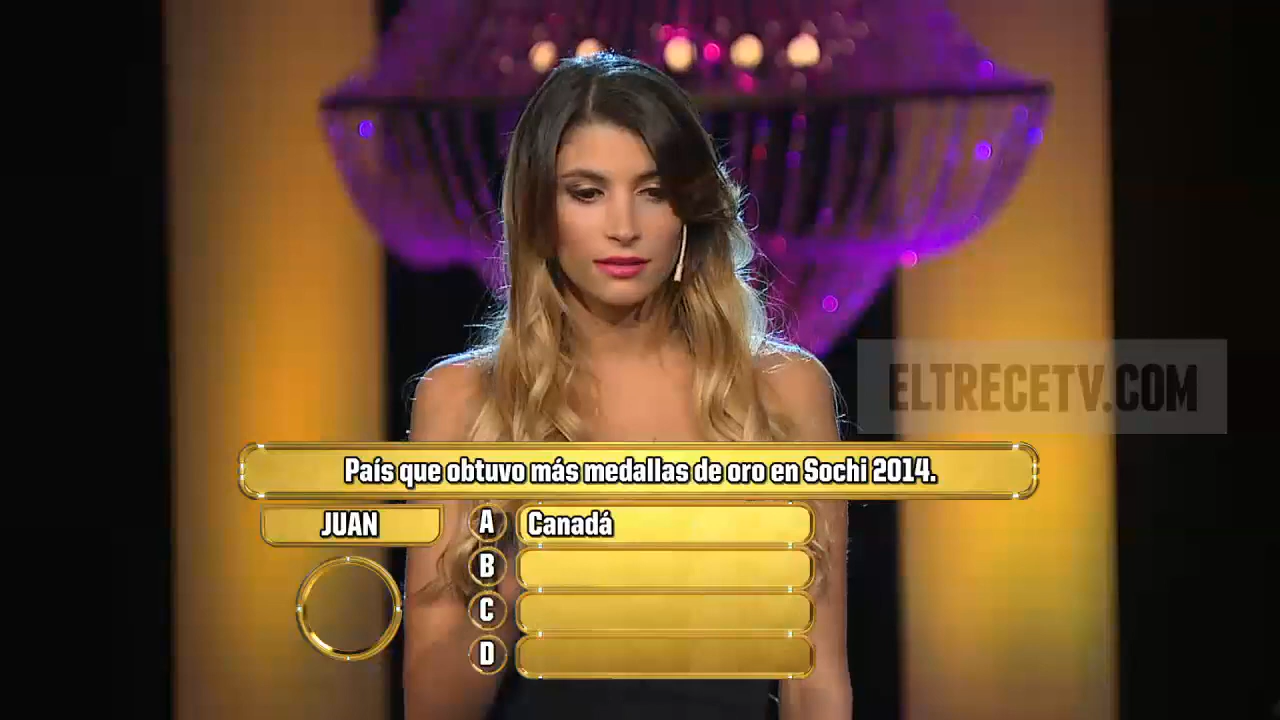 ELTRECETV.COM
País que obtuvo más medallas de oro en Sochi 2014.
JUAN
A Canadá
B
C
D